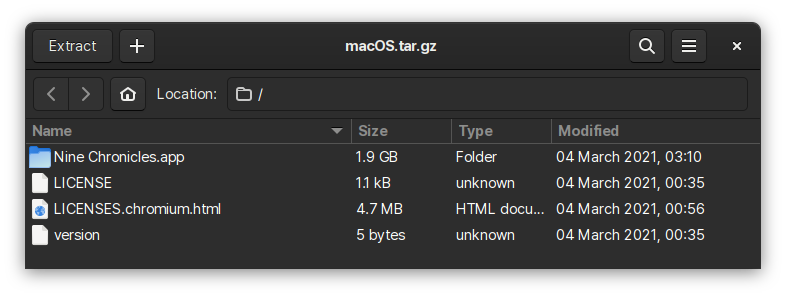 Extract macOS.tar.gz
Location: /
Name Size Type Modified
Nine Chronicles.app 1.9 GB Folder 04 March 2021, 03:10
LICENSE 1.1 kB unknown 04 March 2021, 00:35
LICENSES.chromium.html 4.7 MB HTML docu... 04 March 2021, 00:56
version 5 bytes unknown 04 March 2021, 00:35